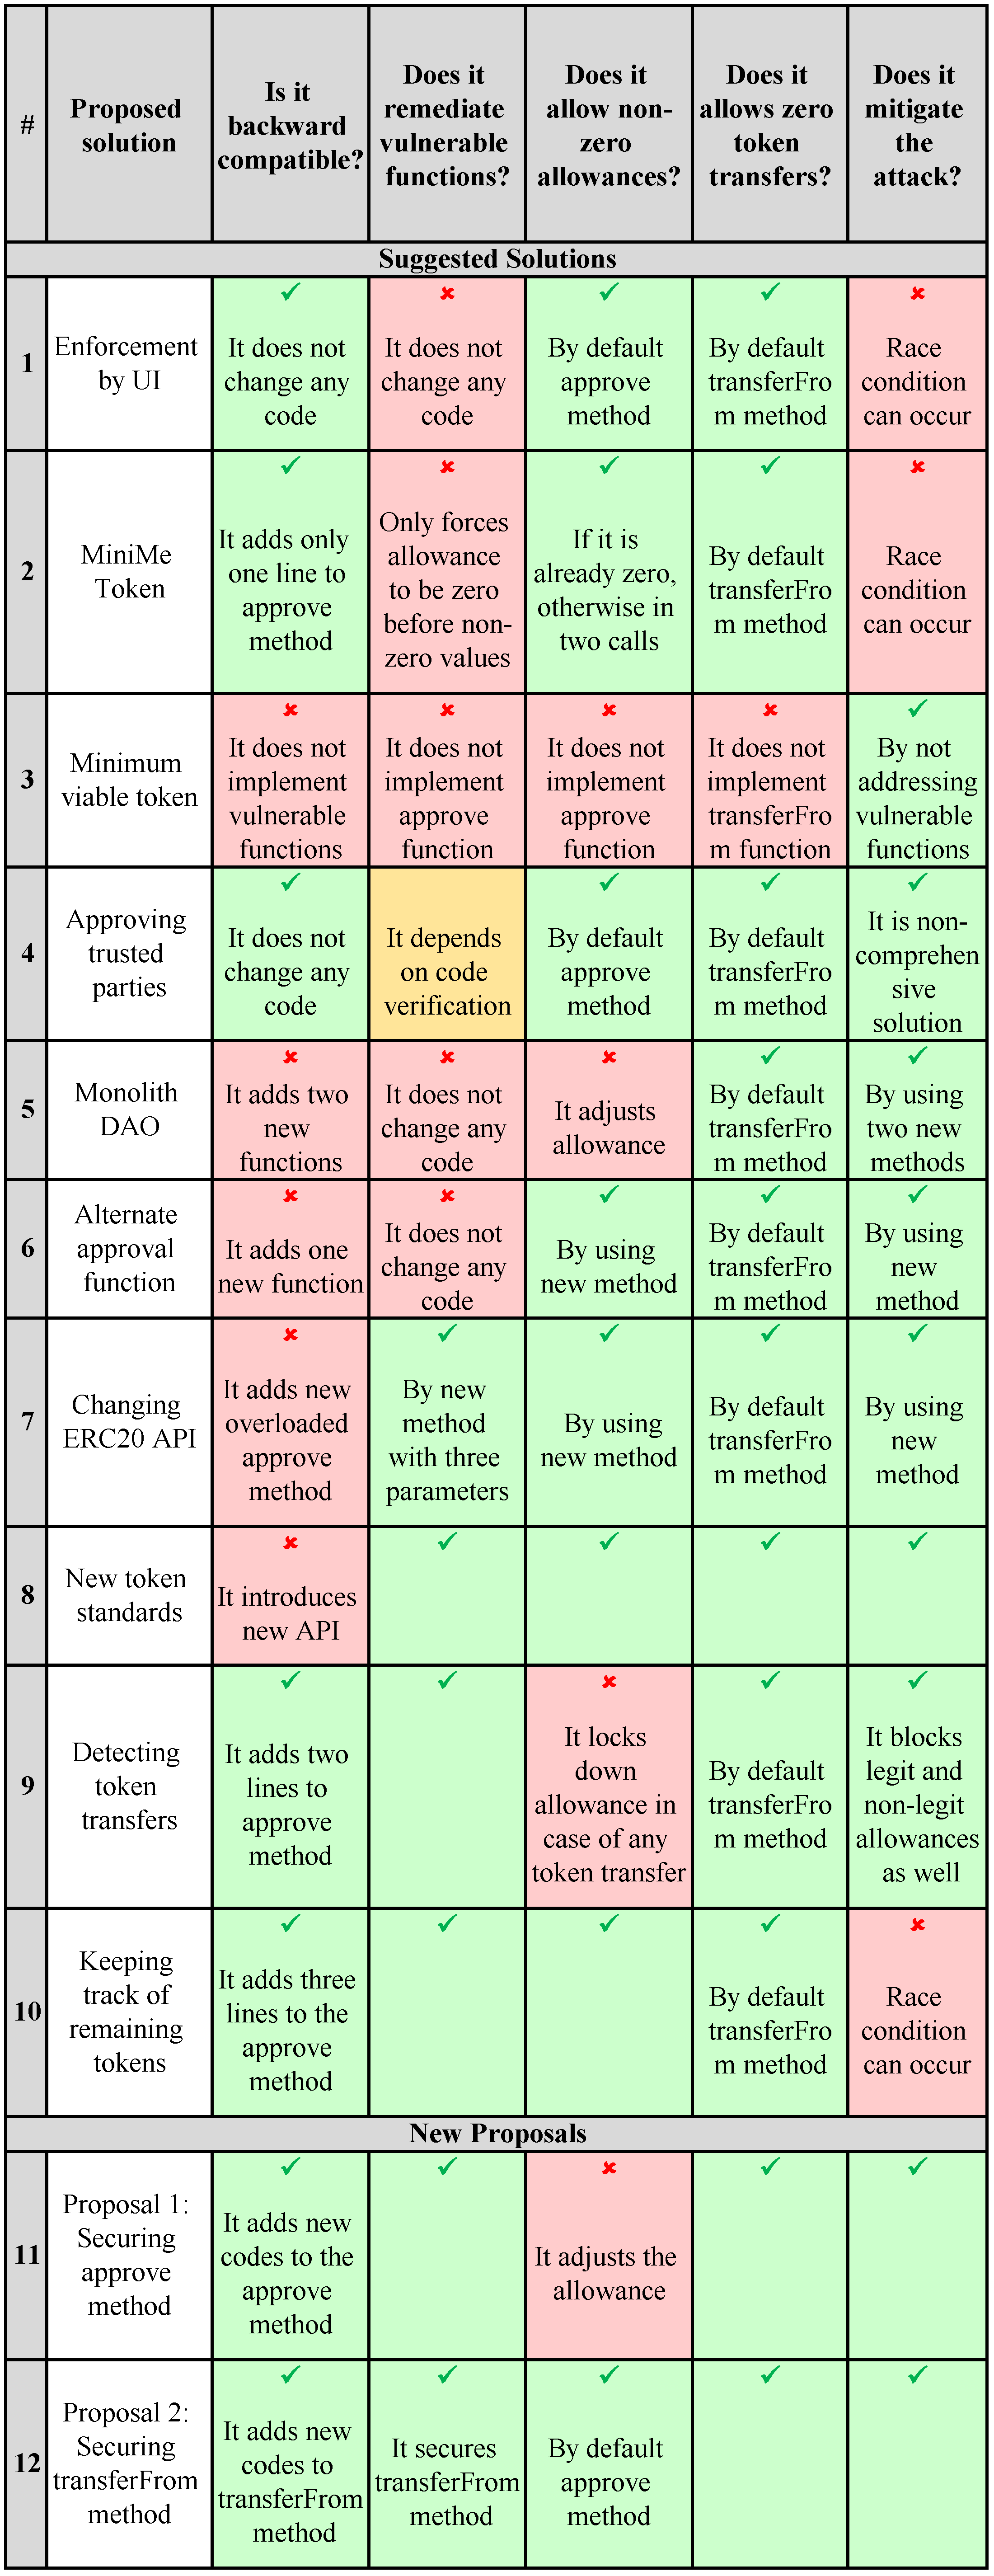 #
Proposed
solution
Is it
backward
compatible?
Does it
remediate
vulnerable
functions?
Does it
allow non-
zero
allowances?
Does it
allows zero
token
transfers?
Does it
mitigate
the
attack?
Suggested Solutions
1
Enforcement
by UI
✓
It does not
change any
code
✘
It does not
change any
code
✓
By default
approve
method
✓
By default
transferFro
m method
✘
Race
condition
can occur
2
MiniMe
Token
✓
It adds only
one line to
approve
method
✘
Only forces
allowance
to be zero
before non-
zero values
✓
If it is
already zero,
otherwise in
two calls
✓
By default
transferFro
m method
✘
Race
condition
can occur
3
Minimum
viable token
✘
It does not
implement
vulnerable
functions
✘
It does not
implement
approve
function
✘
It does not
implement
approve
function
✘
It does not
implement
transferFro
m function
✓
By not
addressing
vulnerable
functions
4
Approving
trusted
parties
✓
It does not
change any
code
It depends
on code
verification
✓
By default
approve
method
✓
By default
transferFro
m method
✓
It is non-
comprehen
sive
solution
5
Monolith
DAO
✘
It adds two
new
functions
✘
It does not
change any
code
✘
It adjusts
allowance
✓
By default
transferFro
m method
✓
By using
two new
methods
6
Alternate
approval
function
✘
It adds one
new function
✘
It does not
change any
code
✓
By using
new method
✓
By default
transferFro
m method
✓
By using
new
method
7
Changing
ERC20 API
✘
It adds new
overloaded
approve
method
✓
By new
method
with three
parameters
✓
By using
new method
✓
By default
transferFro
m method
✓
By using
new
method
8
New token
standards
✘
It introduces
new API
✓
✓
✓
✓
9
Detecting
token
transfers
✓
It adds two
lines to
approve
method
✓
✘
It locks
down
allowance in
case of any
token transfer
✓
By default
transferFro
m method
✓
It blocks
legit and
non-legit
allowances
as well
10
Keeping
track of
remaining
tokens
✓
It adds three
lines to the
approve
method
✓
✓
✓
By default
transferFro
m method
✘
Race
condition
can occur
New Proposals
11
Proposal 1:
Securing
approve
method
✓
It adds new
codes to the
approve
method
✓
✘
It adjusts the
allowance
✓
✓
12
Proposal 2:
Securing
transferFrom
method
✓
It adds new
codes to
transferFrom
method
✓
It secures
transferFrom
method
✓
By default
approve
method
✓
✓